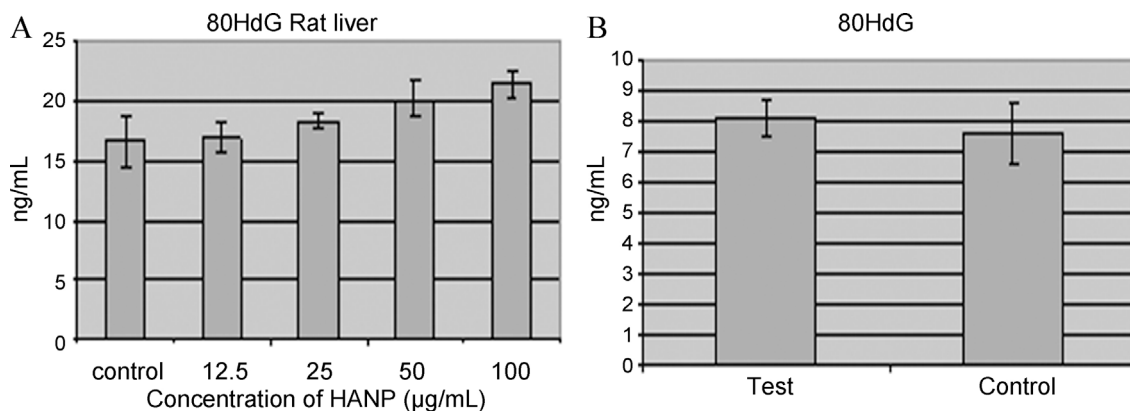 A
80HdG Rat liver
ng/mL
25
20
15
10
5
0
control 12.5 25 50 100
Concentration of HANP (µg/mL)
B
80HdG
ng/mL
10
9
8
7
6
5
4
3
2
1
0
Test Control